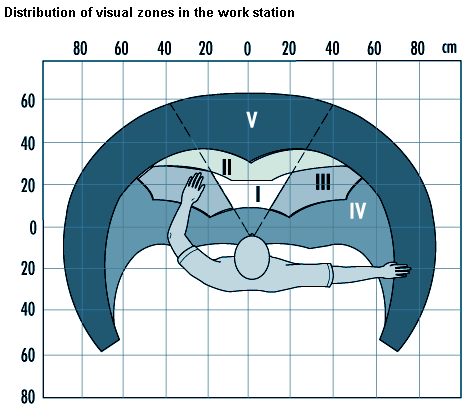 Distribution of visual zones in the work station
80 60 40 20 0 20 40 60 80 cm
60
V
40
II
III
20
I
IV
0
20
40
60
80